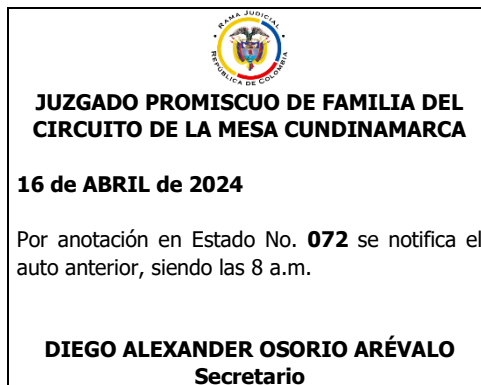 RAMA JUDICIAL
REPÚBLICA DE COLOMBIA
JUZGADO PROMISCUO DE FAMILIA DEL
CIRCUITO DE LA MESA CUNDINAMARCA
16 de ABRIL de 2024
Por anotación en Estado No. 072 se notifica el
auto anterior, siendo las 8 a.m.
DIEGO ALEXANDER OSORIO ARÉVALO
Secretario